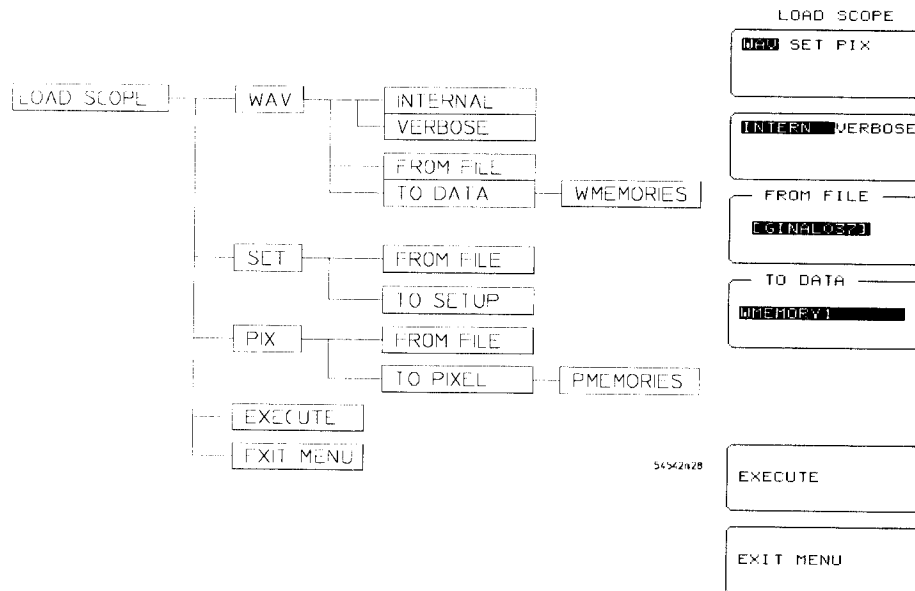 LOAD SCOPE
WAV
INTERNAL
VERBOSE
FROM FILE
TO DATA
WMEMORIES
SET
FROM FILE
TO SETUP
PIX
FROM FILE
TO PIXEL
PMEMORIES
EXECUTE
EXIT MENU
54542m28
LOAD SCOPE
WAV SET PIX
INTERN VERBOSE
FROM FILE
TO DATA
WMEMORY1
EXECUTE
EXIT MENU